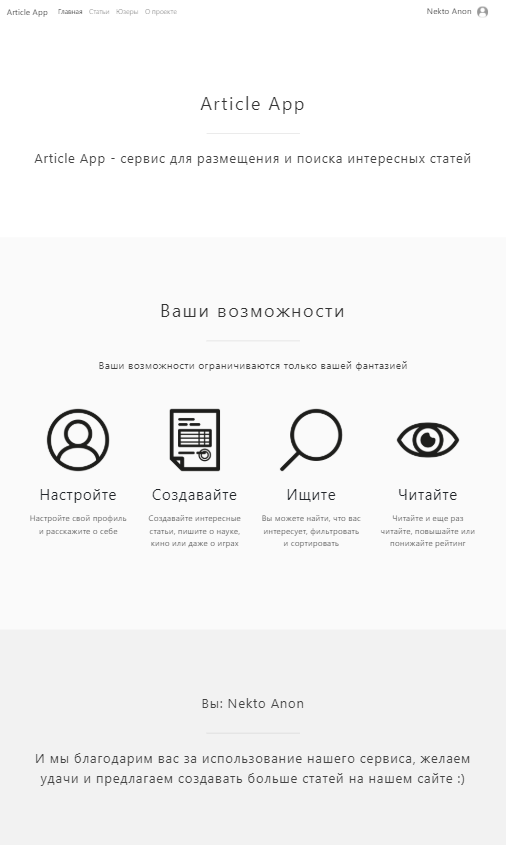 Article App Главная Статьи Юзеры О проекте Nekto Anon
Article App
Article App - сервис для размещения и поиска интересных статей
Ваши возможности
Ваши возможности ограничиваются только вашей фантазией
Настройте Создавайте Ищите Читайте
Настройте свой профиль
и расскажите о себе
Создавайте интересные
статьи, пишите о науке,
кино или даже о играх
Вы можете найти, что вас
интересует, фильтровать
и сортировать
Читайте и еще раз
читайте, повышайте или
понижайте рейтинг
Вы: Nekto Anon
И мы благодарим вас за использование нашего сервиса, желаем
удачи и предлагаем создавать больше статей на нашем сайте :)